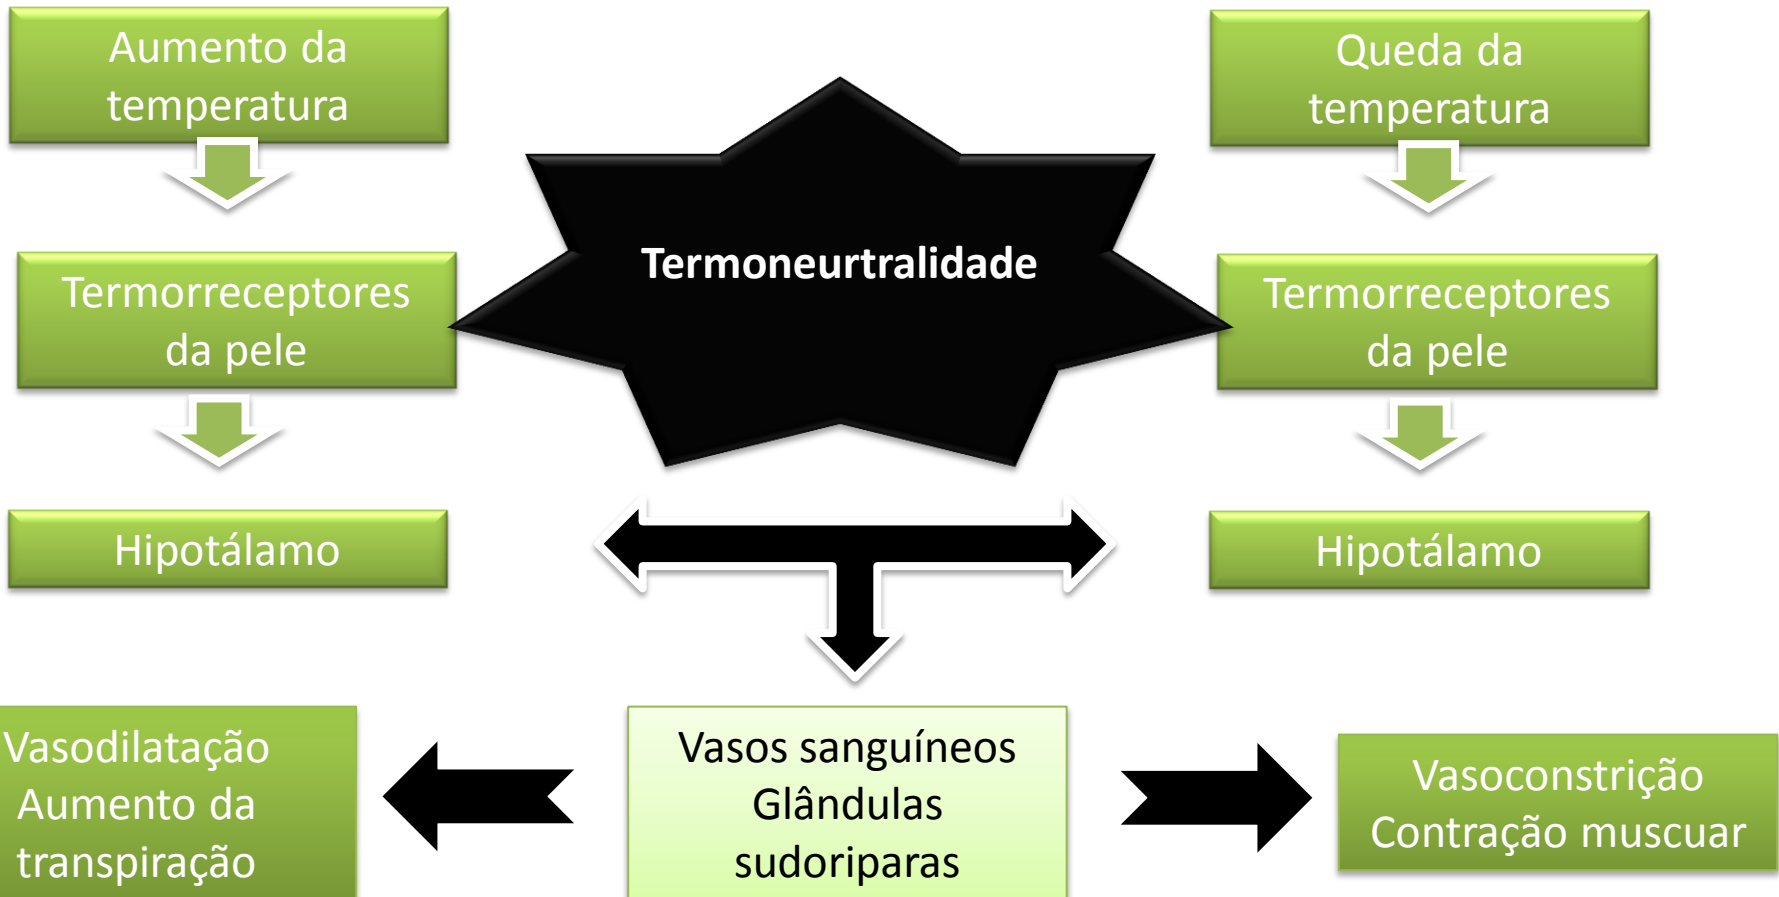 Aumento da
temperatura
Queda da
temperatura
Termoneurtralidade
Termorreceptores
da pele
Termorreceptores
da pele
Hipotálamo
Hipotálamo
Vasodilatação
Aumento da
transpiração
Vasos sanguíneos
Glândulas
sudoriparas
Vasoconstrição
Contração muscuar